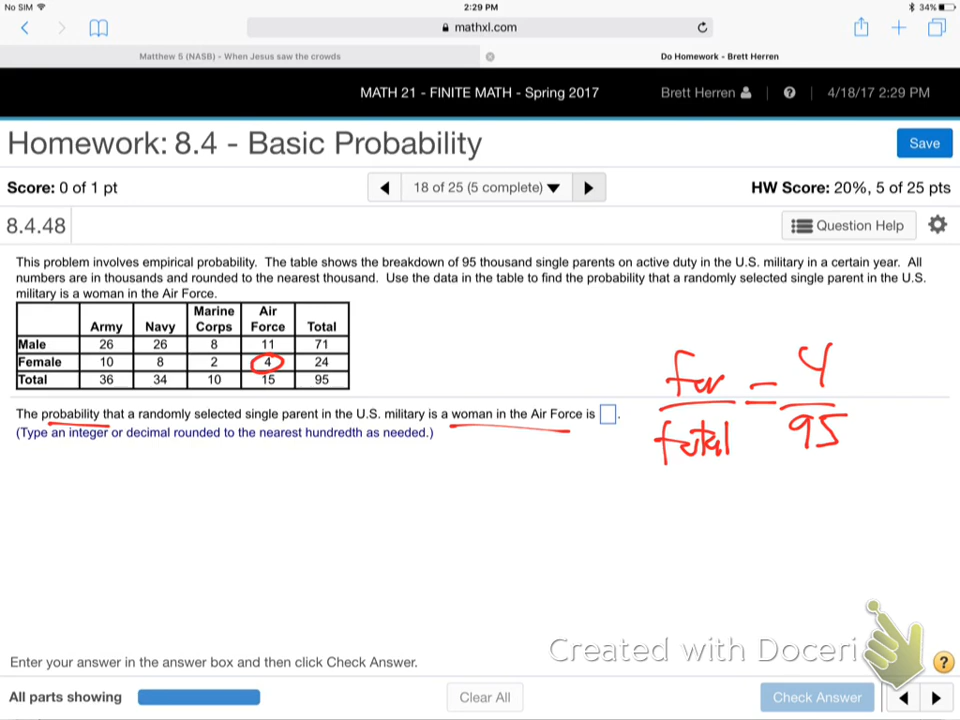 No SIM
2:29 PM
34%
mathxl.com
Matthew 5 (NASB) - When Jesus saw the crowds
Do Homework - Brett Herren
MATH 21 - FINITE MATH - Spring 2017
Brett Herren
?
4/18/17 2:29 PM
Homework: 8.4 - Basic Probability
Save
Score: 0 of 1 pt
18 of 25 (5 complete)
HW Score: 20%, 5 of 25 pts
8.4.48
Question Help
This problem involves empirical probability. The table shows the breakdown of 95 thousand single parents on active duty in the U.S. military in a certain year. All
numbers are in thousands and rounded to the nearest thousand. Use the data in the table to find the probability that a randomly selected single parent in the U.S.
military is a woman in the Air Force.
Marine Air
Army Navy Corps Force Total
Male 26 26 8 11 71
Female 10 8 2 4 24
Total 36 34 10 15 95
for = 4
total 95
The probability that a randomly selected single parent in the U.S. military is a woman in the Air Force is .
(Type an integer or decimal rounded to the nearest hundredth as needed.)
Created with Doceri
Enter your answer in the answer box and then click Check Answer.
?
All parts showing
Clear All
Check Answer